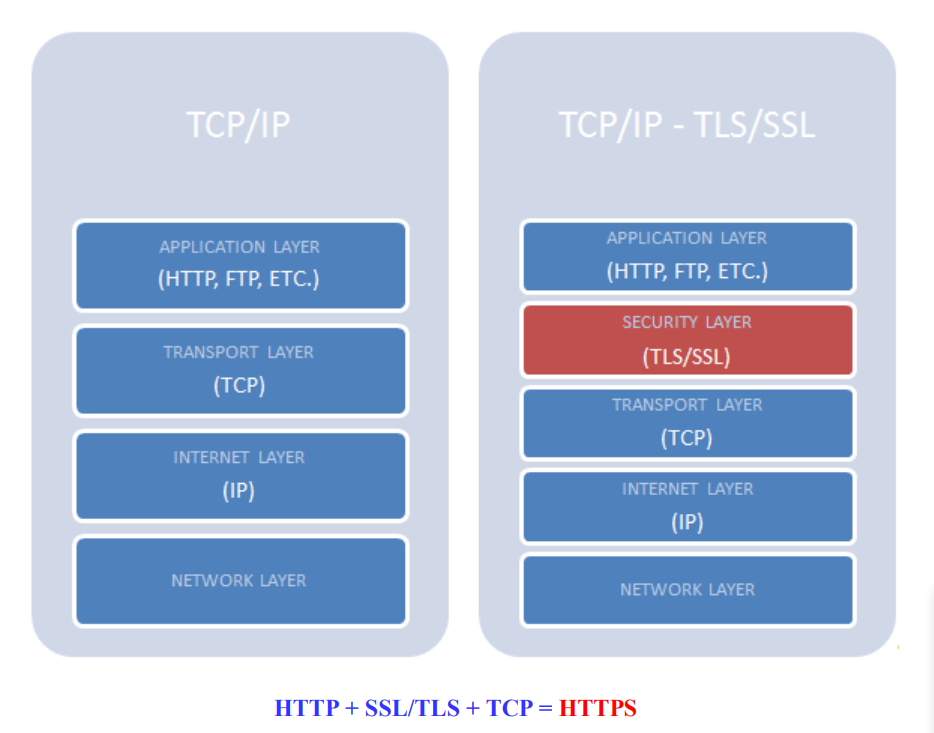 TCP/IP
APPLICATION LAYER
(HTTP, FTP, ETC.)
TRANSPORT LAYER
(TCP)
INTERNET LAYER
(IP)
NETWORK LAYER
TCP/IP - TLS/SSL
APPLICATION LAYER
(HTTP, FTP, ETC.)
SECURITY LAYER
(TLS/SSL)
TRANSPORT LAYER
(TCP)
INTERNET LAYER
(IP)
NETWORK LAYER
HTTP + SSL/TLS + TCP = HTTPS